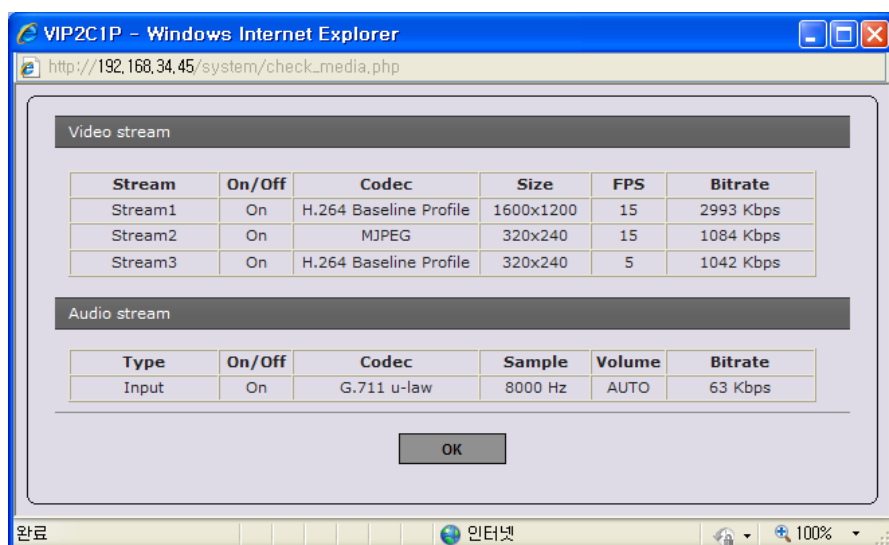 VIP2C1P - Windows Internet Explorer
http://192,168,34,45/system/check_media,php
Video stream
Stream On/Off Codec Size FPS Bitrate
Stream1 On H.264 Baseline Profile 1600x1200 15 2993 Kbps
Stream2 On MJPEG 320x240 15 1084 Kbps
Stream3 On H.264 Baseline Profile 320x240 5 1042 Kbps
Audio stream
Type On/Off Codec Sample Volume Bitrate
Input On G.711 u-law 8000 Hz AUTO 63 Kbps
OK
완료 인터넷 100%